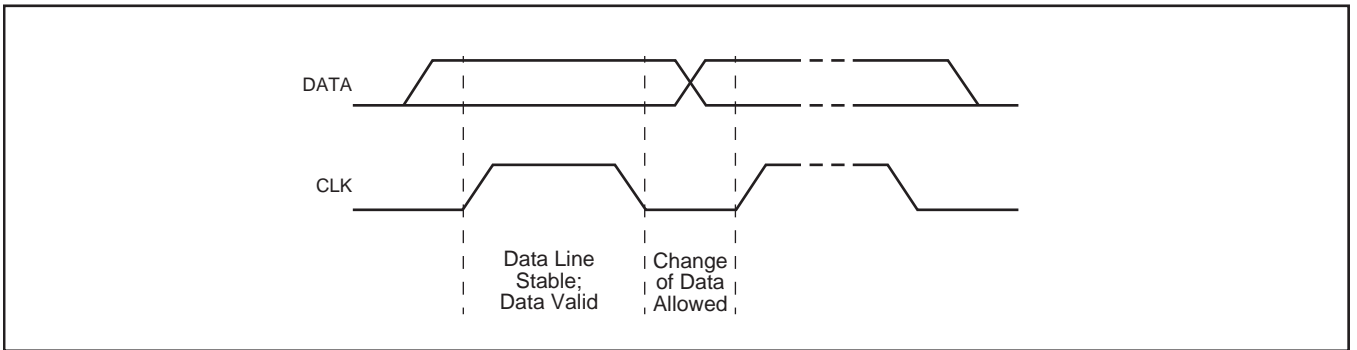 DATA
CLK
Data Line
Stable;
Data Valid
Change
of Data
Allowed